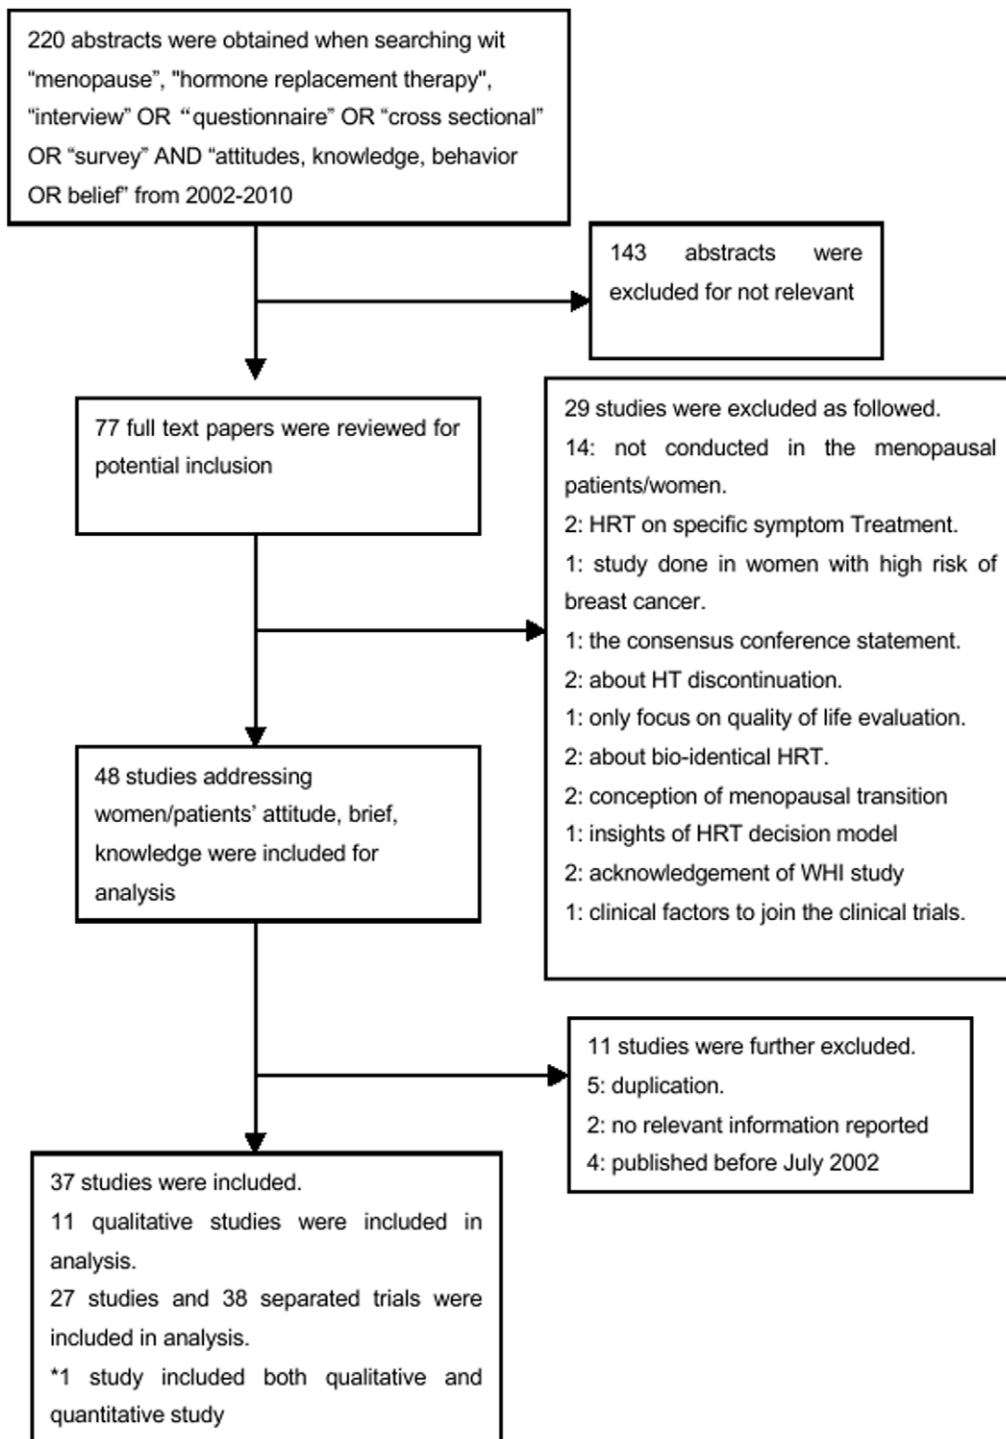 220 abstracts were obtained when searching wit
“menopause”, "hormone replacement therapy",
“interview” OR “questionnaire” OR “cross sectional”
OR “survey” AND “attitudes, knowledge, behavior
OR belief” from 2002-2010
143 abstracts were
excluded for not relevant
77 full text papers were reviewed for
potential inclusion
29 studies were excluded as followed.
14: not conducted in the menopausal
patients/women.
2: HRT on specific symptom Treatment.
1: study done in women with high risk of
breast cancer.
1: the consensus conference statement.
2: about HT discontinuation.
1: only focus on quality of life evaluation.
2: about bio-identical HRT.
2: conception of menopausal transition
1: insights of HRT decision model
2: acknowledgement of WHI study
1: clinical factors to join the clinical trials.
48 studies addressing
women/patients’ attitude, brief,
knowledge were included for
analysis
11 studies were further excluded.
5: duplication.
2: no relevant information reported
4: published before July 2002
37 studies were included.
11 qualitative studies were included in
analysis.
27 studies and 38 separated trials were
included in analysis.
*1 study included both qualitative and
quantitative study